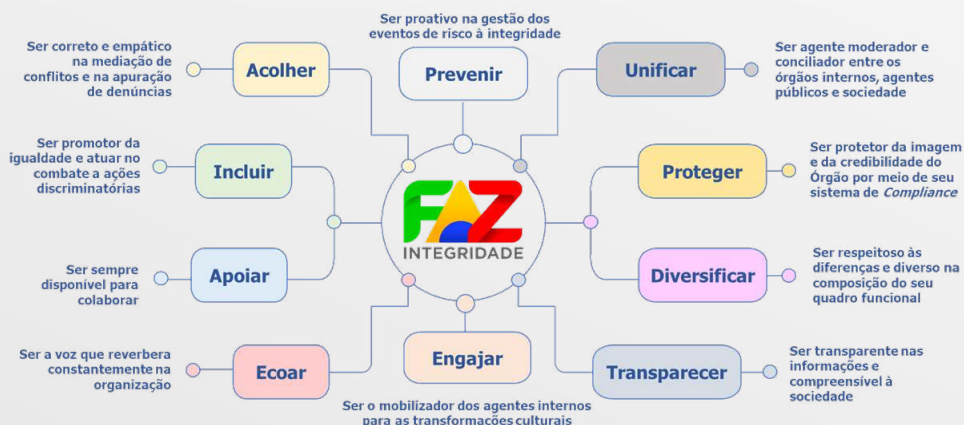 Ser proativo na gestão dos
eventos de risco à integridade
Prevenir
Ser correto e empático
na mediação de
conflitos e na apuração
de denúncias
Acolher
Unificar
Ser agente moderador e
conciliador entre os
órgãos internos, agentes
públicos e sociedade
Ser promotor da
igualdade e atuar no
combate a ações
discriminatórias
Incluir
Proteger
Ser protetor da imagem
e da credibilidade do
Órgão por meio de seu
sistema de Compliance
FAZ
INTEGRIDADE
Ser sempre
disponível para
colaborar
Apoiar
Diversificar
Ser respeitoso às
diferenças e diverso na
composição do seu
quadro funcional
Ser a voz que reverbera
constantemente na
organização
Ecoar
Engajar
Ser o mobilizador dos agentes internos
para as transformações culturais
Transparecer
Ser transparente nas
informações e
compreensível à
sociedade